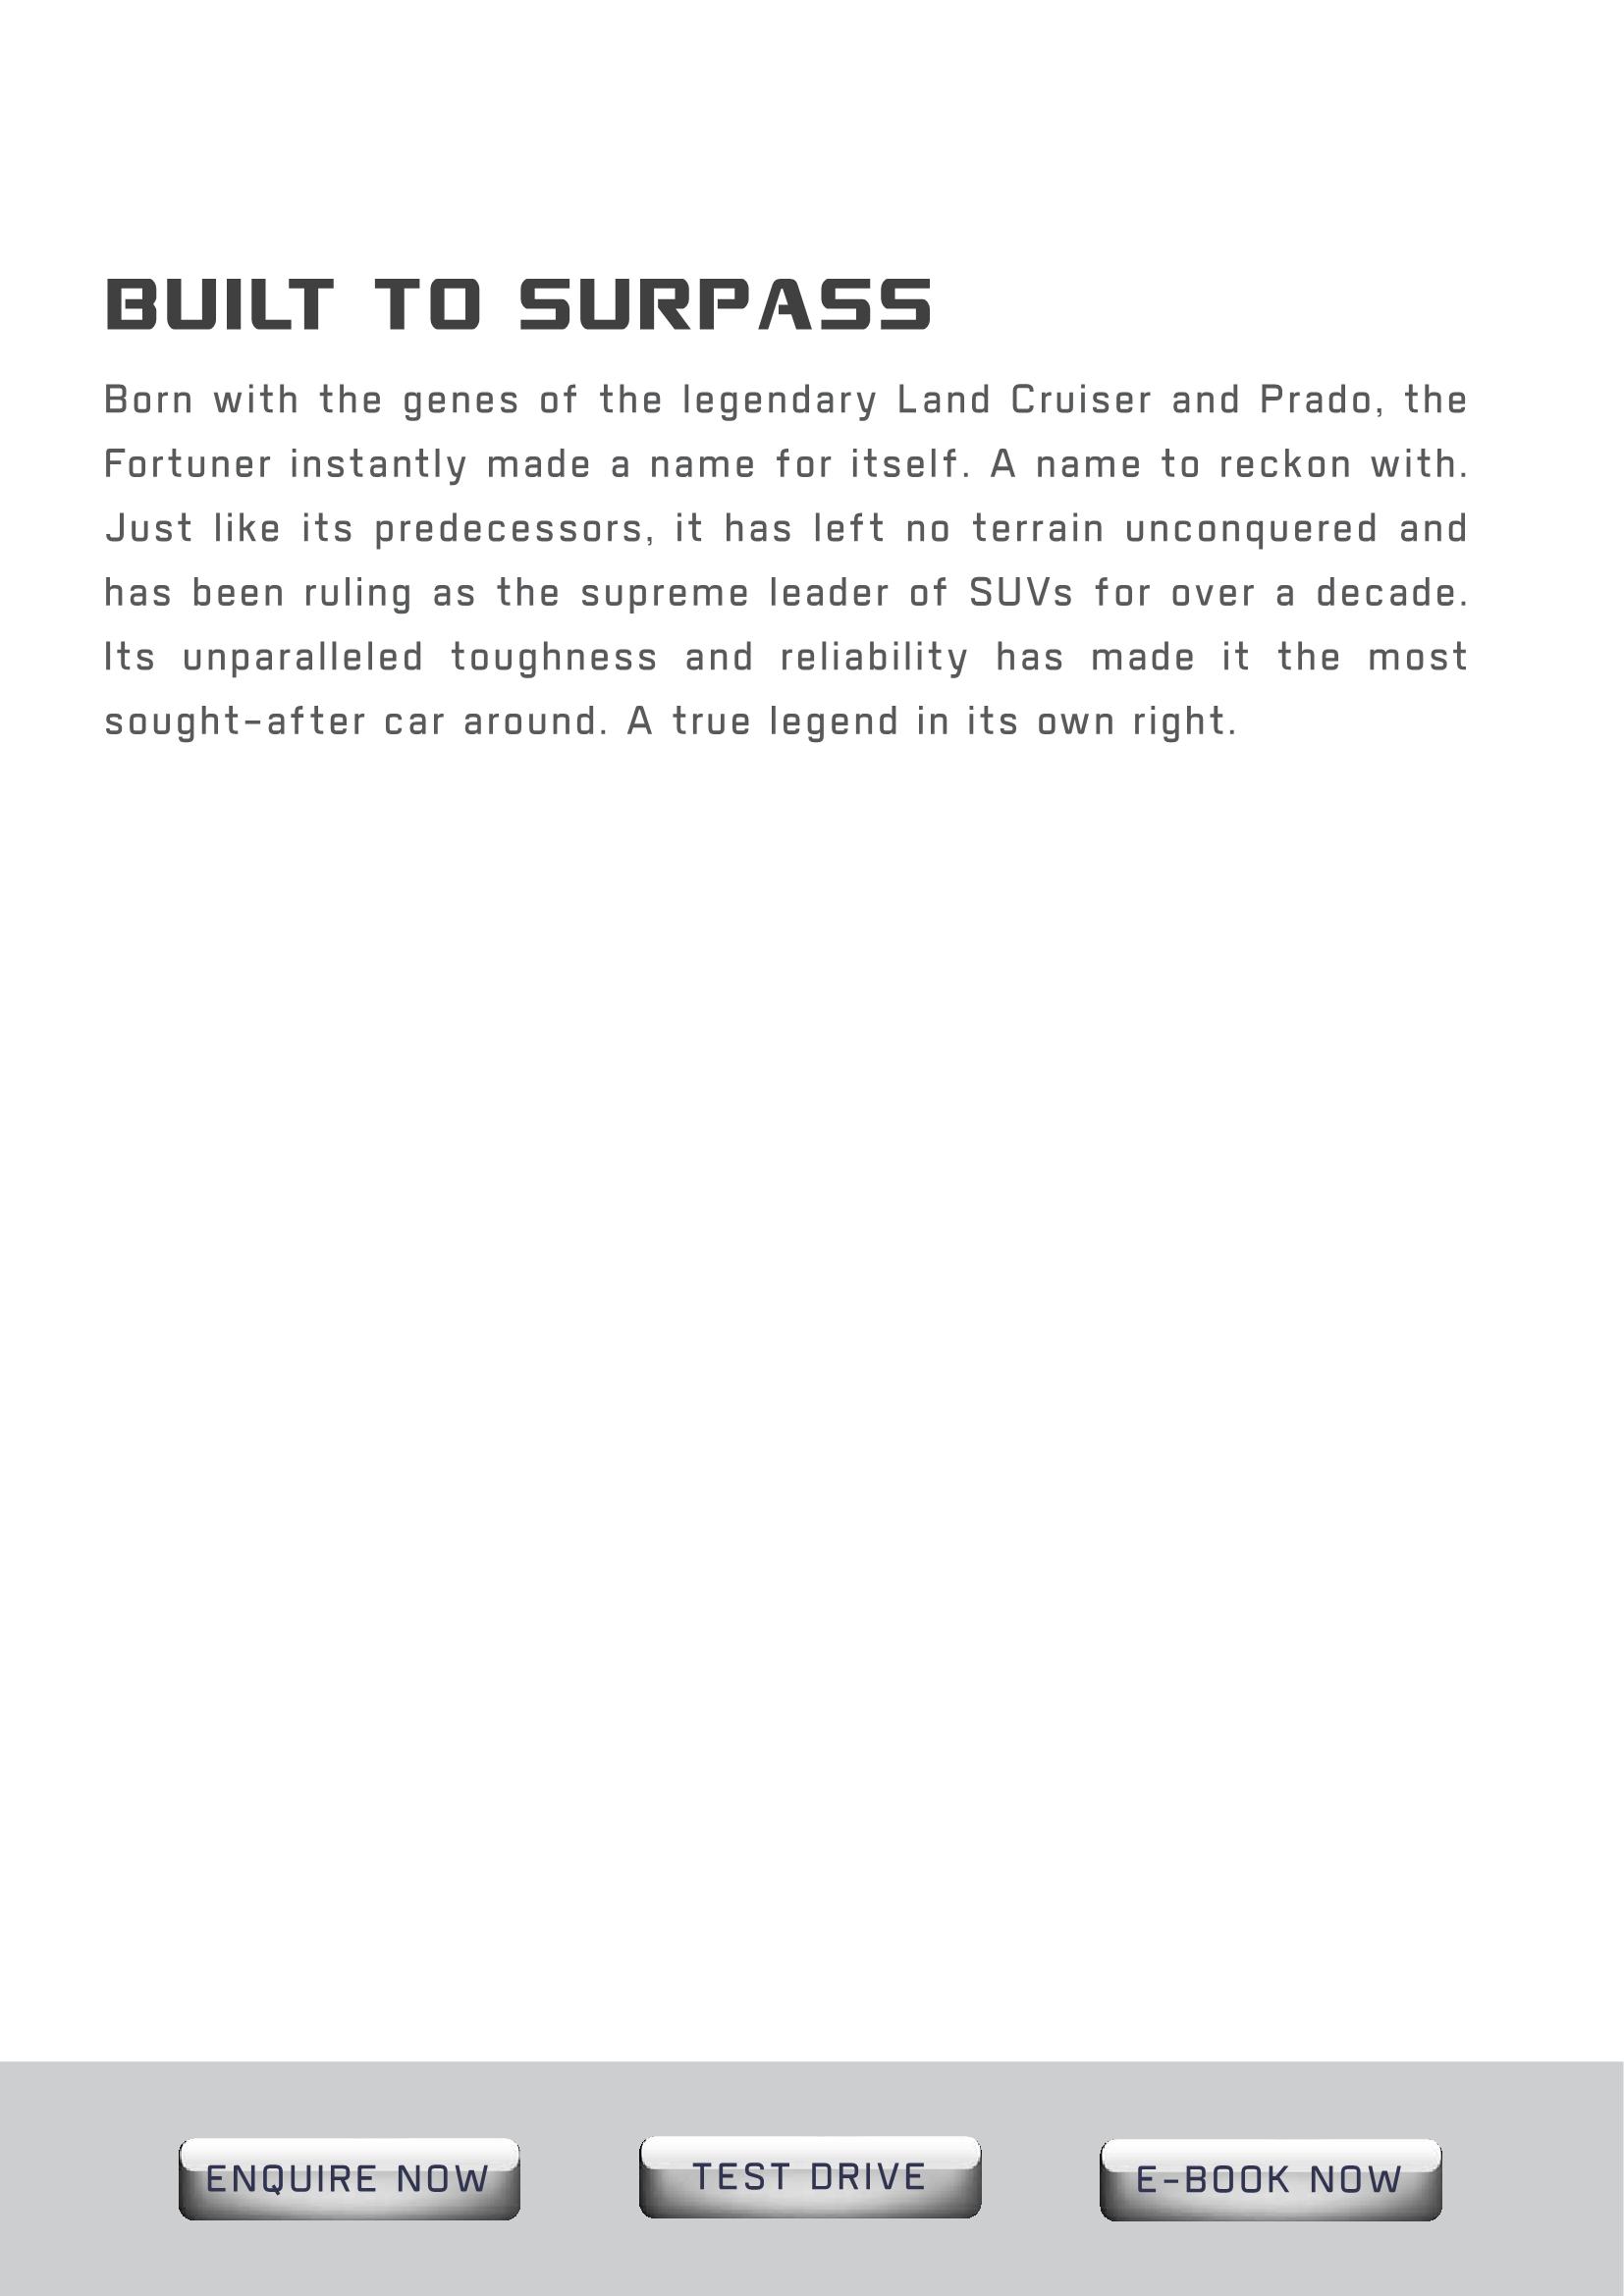 BUILT TO SURPASS
Born with the genes of the legendary Land Cruiser and Prado, the
Fortuner instantly made a name for itself. A name to reckon with.
Just like its predecessors, it has left no terrain unconquered and
has been ruling as the supreme leader of SUVs for over a decade.
Its unparalleled toughness and reliability has made it the most
sought-after car around. A true legend in its own right.
ENQUIRE NOW
TEST DRIVE
E-BOOK NOW